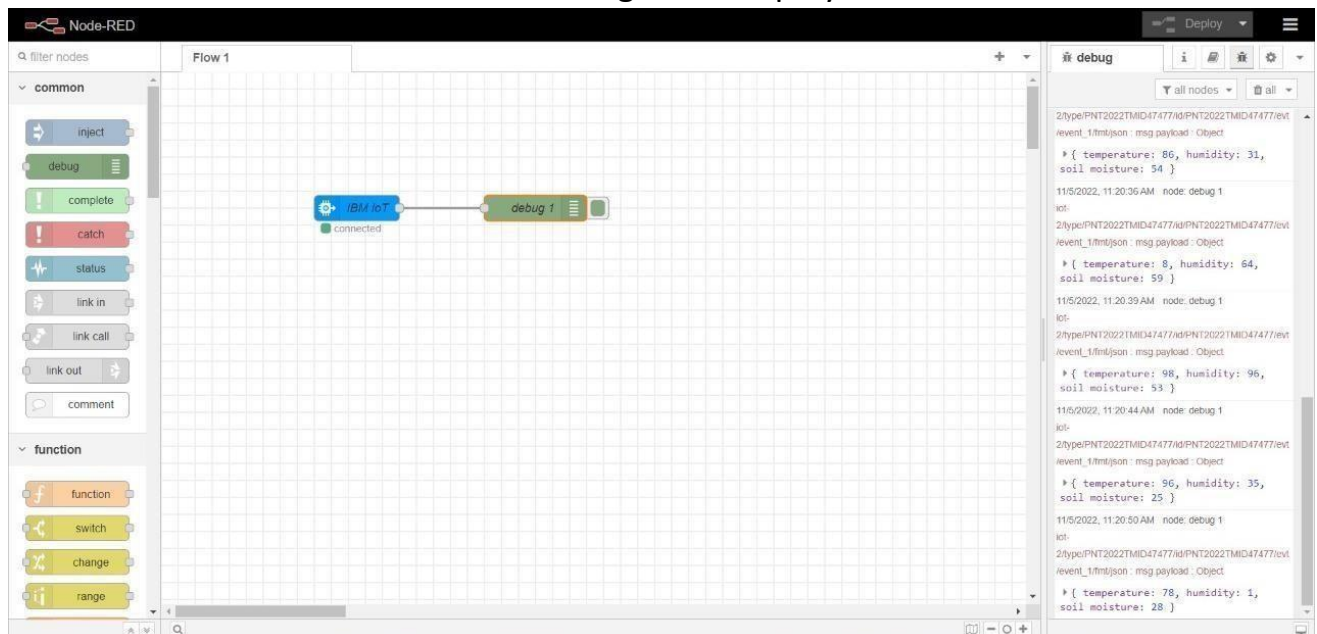 Node-RED
Deploy
filter nodes
Flow 1
debug
i
common
all nodes
all
inject
debug
complete
catch
status
link in
link call
link out
comment
function
function
switch
change
range
IBM IoT
connected
debug 1
2/type/PNT2022TMID47477/id/PNT2022TMID47477/evt
/event_1/fmt/json : msg.payload : Object
{ temperature: 86, humidity: 31,
soil moisture: 54 }
11/5/2022, 11:20:36 AM node: debug 1
iot-
2/type/PNT2022TMID47477/id/PNT2022TMID47477/evt
/event_1/fmt/json : msg.payload : Object
{ temperature: 8, humidity: 64,
soil moisture: 59 }
11/5/2022, 11:20:39 AM node: debug 1
iot-
2/type/PNT2022TMID47477/id/PNT2022TMID47477/evt
/event_1/fmt/json : msg.payload : Object
{ temperature: 98, humidity: 96,
soil moisture: 53 }
11/5/2022, 11:20:44 AM node: debug 1
iot-
2/type/PNT2022TMID47477/id/PNT2022TMID47477/evt
/event_1/fmt/json : msg.payload : Object
{ temperature: 96, humidity: 35,
soil moisture: 25 }
11/5/2022, 11:20:50 AM node: debug 1
iot-
2/type/PNT2022TMID47477/id/PNT2022TMID47477/evt
/event_1/fmt/json : msg.payload : Object
{ temperature: 78, humidity: 1,
soil moisture: 28 }